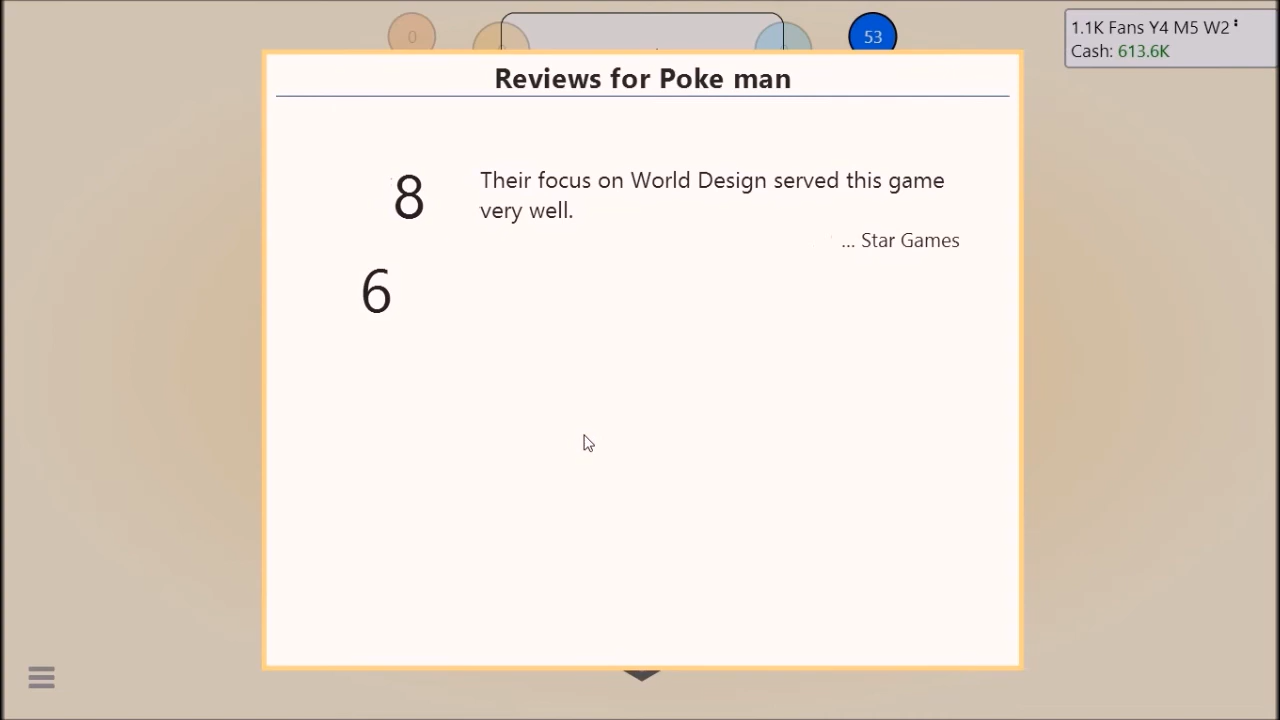 0
53
1.1K Fans Y4 M5 W2
Cash: 613.6K
Reviews for Poke man
8
Their focus on World Design served this game
very well.
... Star Games
6